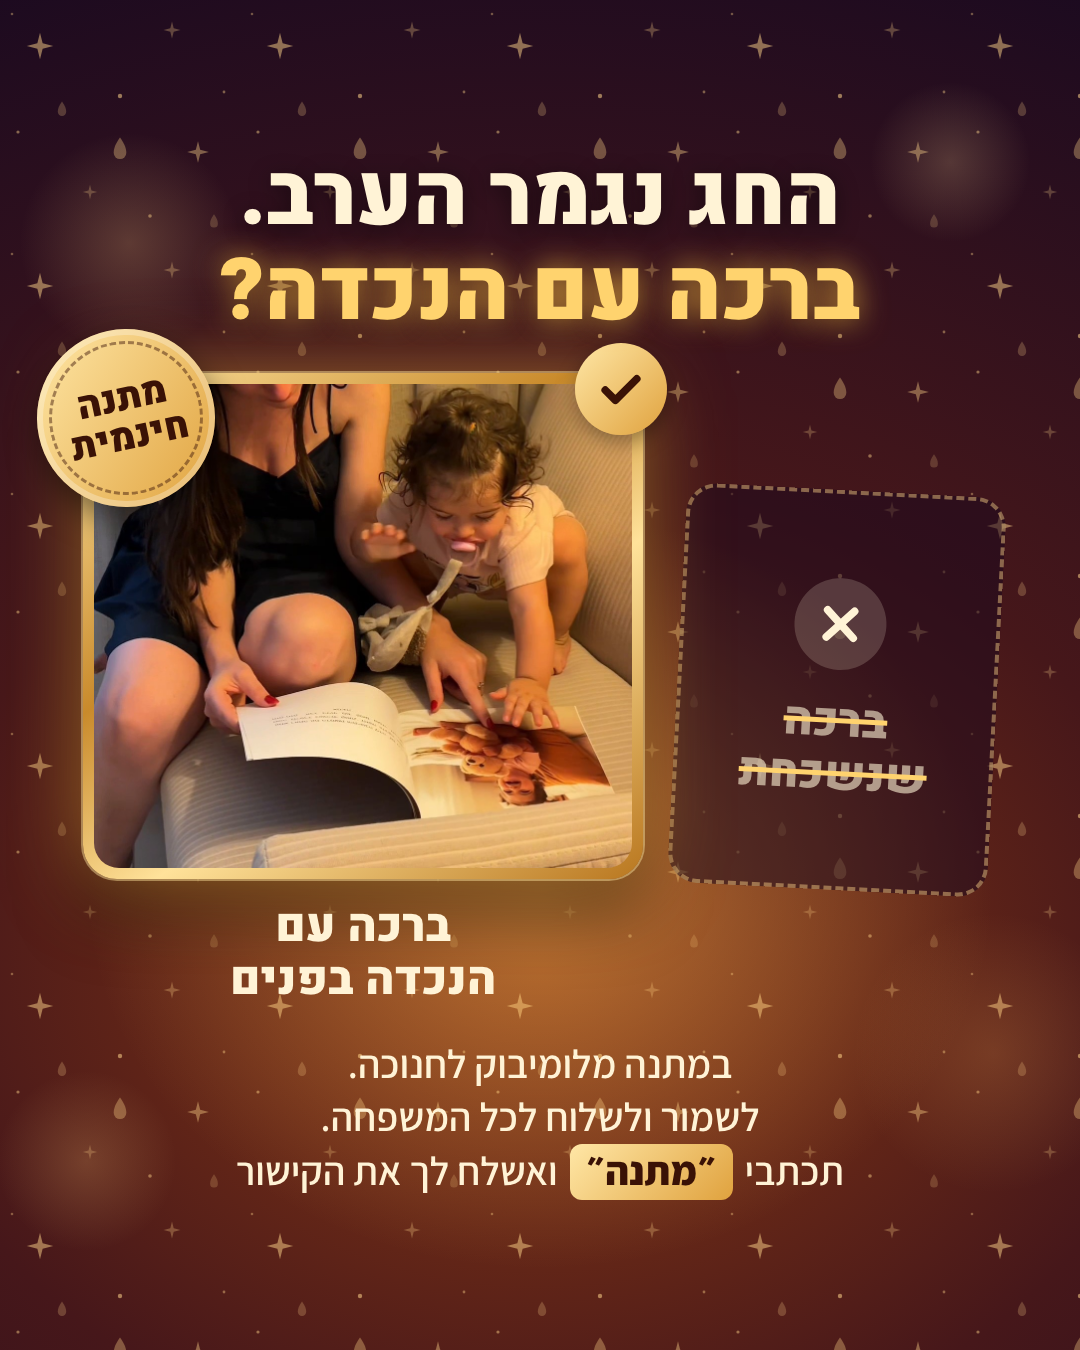 החג נגמר הערב.
ברכה עם הנכדה?
מתנה
חינמית
ברכה
שנשכחת
ברכה עם
הנכדה בפנים
במתנה מלומיבוק לחנוכה.
לשמור ולשלוח לכל המשפחה.
תכתבי ״מתנה״ ואשלח לך את הקישור